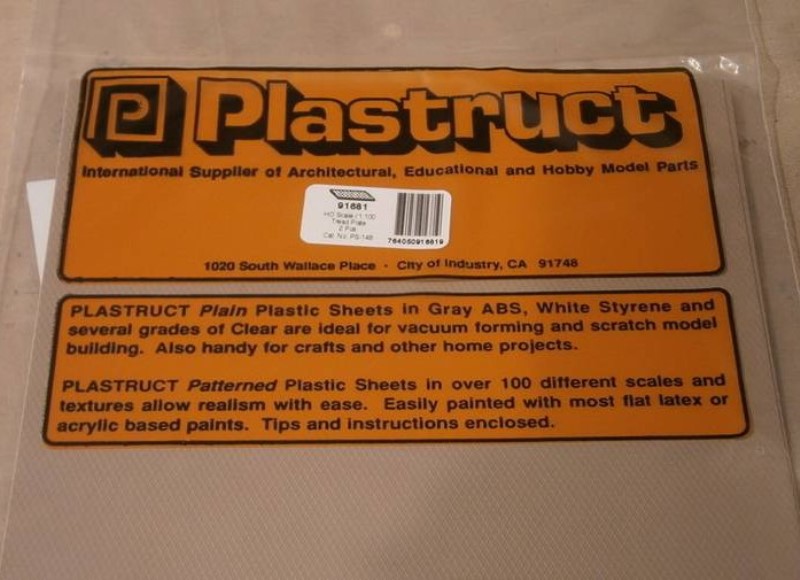 P Plastruct
International Supplier of Architectural, Educational and Hobby Model Parts
91681
HO Scale / 1:100
Tread Plate
2 Pcs
Cat. No. PS-148
764050916819
1020 South Wallace Place · City of Industry, CA 91748
PLASTRUCT Plain Plastic Sheets in Gray ABS, White Styrene and
several grades of Clear are ideal for vacuum forming and scratch model
building. Also handy for crafts and other home projects.
PLASTRUCT Patterned Plastic Sheets in over 100 different scales and
textures allow realism with ease. Easily painted with most flat latex or
acrylic based paints. Tips and instructions enclosed.